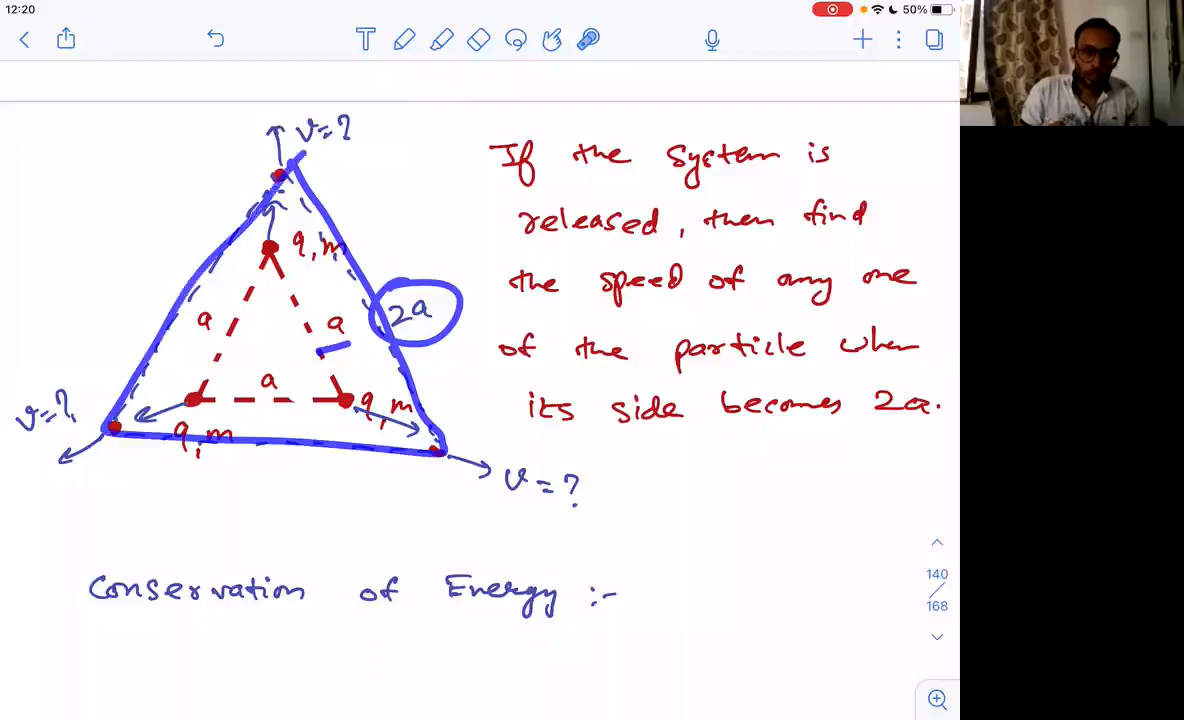 12:20
50%
T
v=?
q, m
a
a
2a
a
v=?
q, m
q, m
v = ?
If the system is
released, then find
the speed of any one
of the particle when
its side becomes 2a.
Conservation of Energy :-
140
168